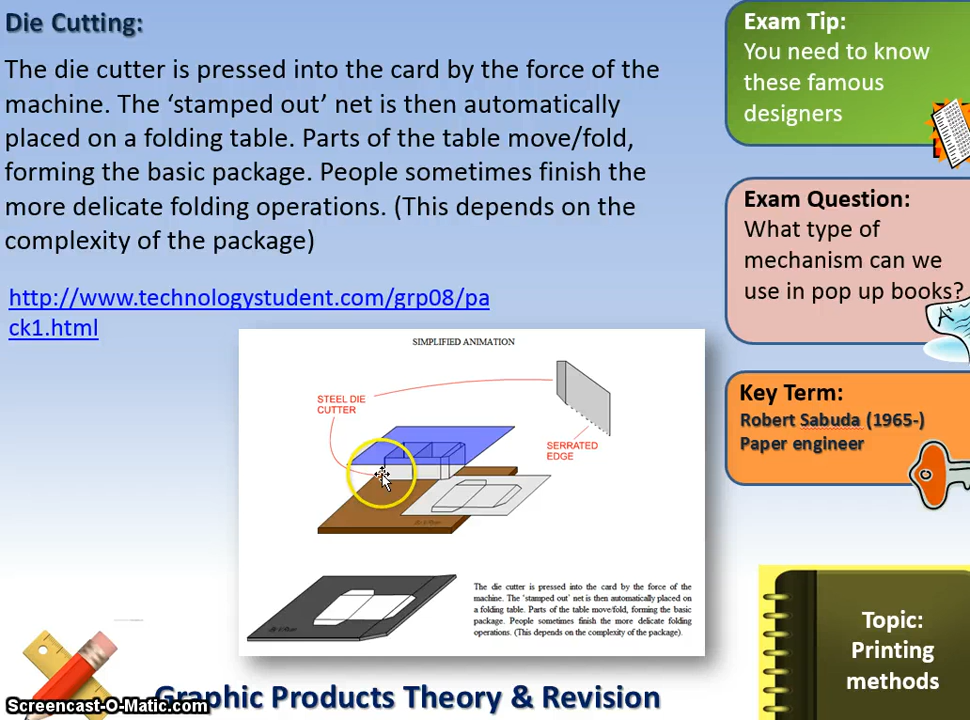 Die Cutting:
The die cutter is pressed into the card by the force of the
machine. The ‘stamped out’ net is then automatically
placed on a folding table. Parts of the table move/fold,
forming the basic package. People sometimes finish the
more delicate folding operations. (This depends on the
complexity of the package)
http://www.technologystudent.com/grp08/pa
ck1.html
SIMPLIFIED ANIMATION
STEEL DIE
CUTTER
SERRATED
EDGE
The die cutter is pressed into the card by the force of the
machine. The 'stamped out' net is then automatically placed on
a folding table. Parts of the table move/fold, forming the basic
package. People sometimes finish the more delicate folding
operations. (This depends on the complexity of the package).
Exam Tip:
You need to know
these famous
designers
Exam Question:
What type of
mechanism can we
use in pop up books?
A+
Key Term:
Robert Sabuda (1965-)
Paper engineer
Topic:
Printing
methods
Graphic Products Theory & Revision
Screencast-O-Matic.com